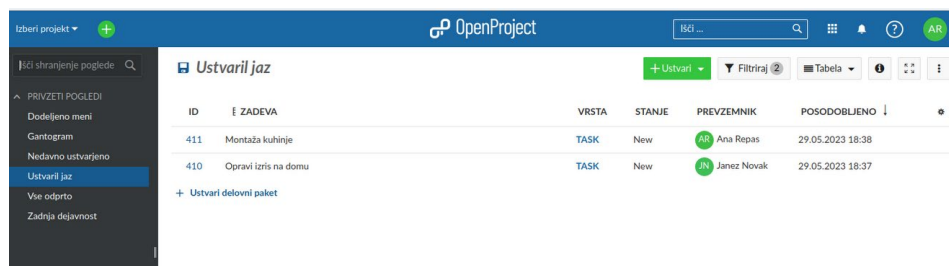 Izberi projekt
OpenProject
Išči ...
AR
Išči shranjenje poglede
PRIVZETI POGLEDI
Dodeljeno meni
Gantogram
Nedavno ustvarjeno
Ustvaril jaz
Vse odprto
Zadnja dejavnost
Ustvaril jaz
+ Ustvari
Filtriraj 2
Tabela
ID ZADEVA VRSTA STANJE PREVZEMNIK POSODOBLJENO
411 Montaža kuhinje TASK New AR Ana Repas 29.05.2023 18:38
410 Opravi izris na domu TASK New JN Janez Novak 29.05.2023 18:37
+ Ustvari delovni paket